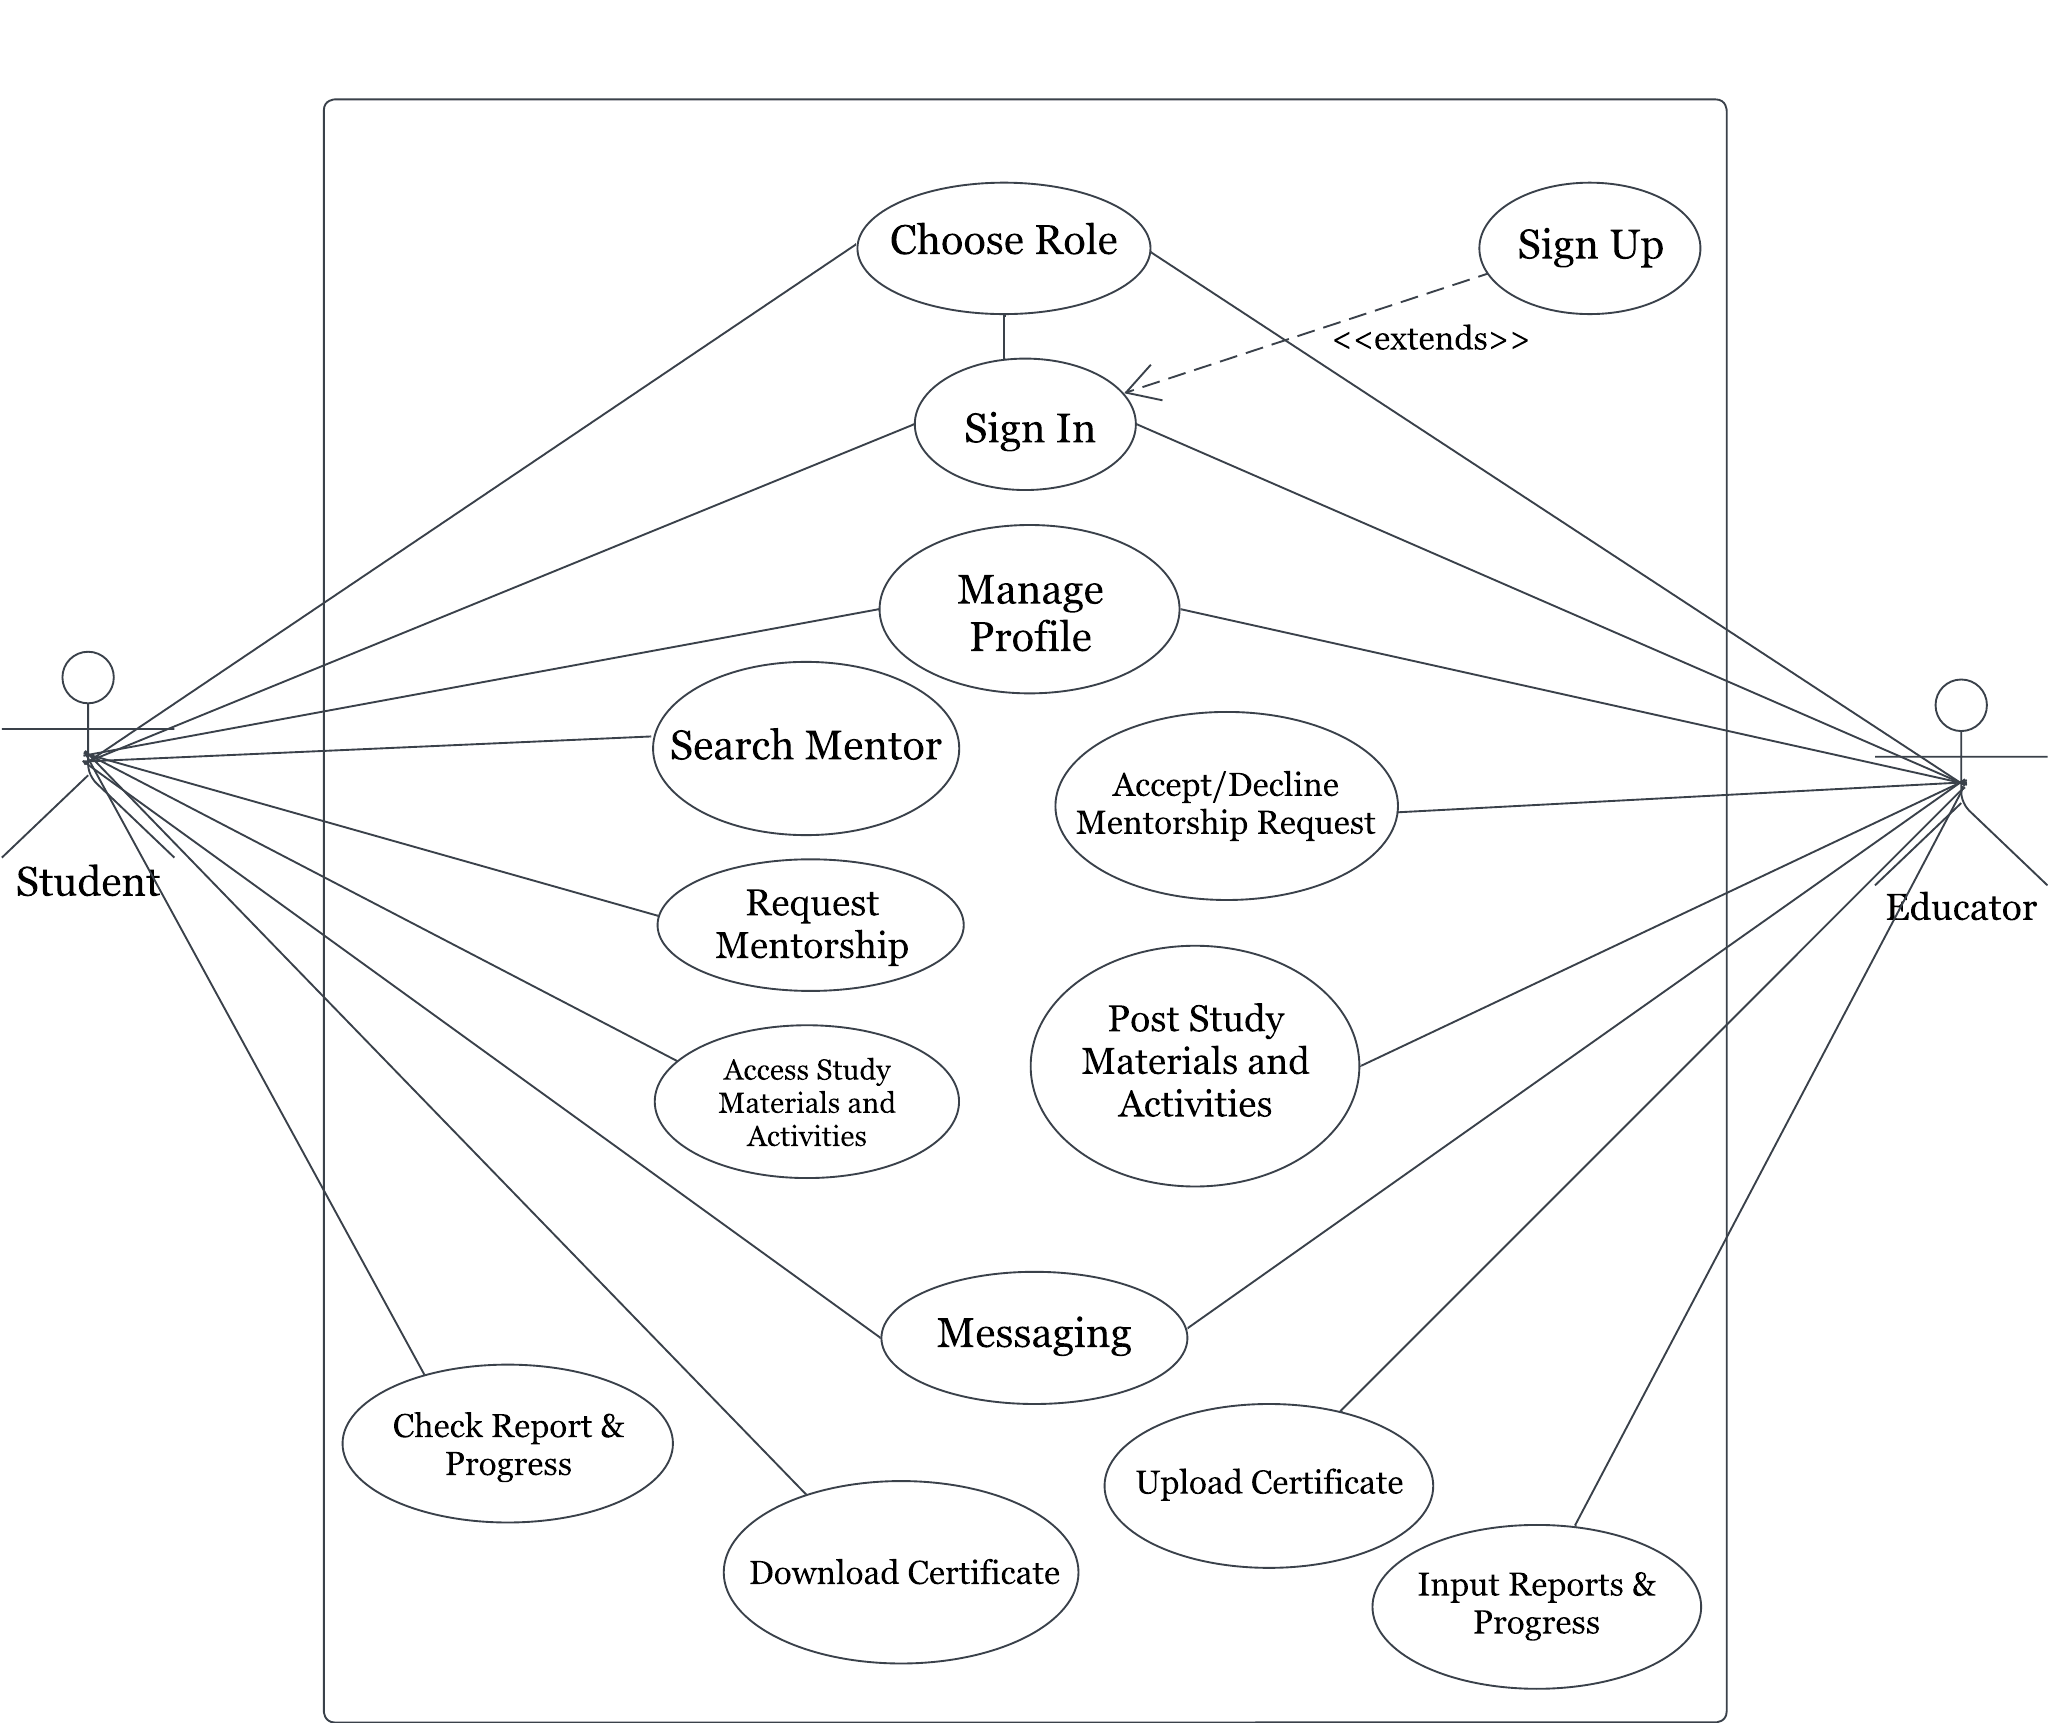 Choose Role
Sign Up
<<extends>>
Sign In
Manage
Profile
Search Mentor
Accept/Decline
Mentorship Request
Student
Educator
Request
Mentorship
Post Study
Materials and
Activities
Access Study
Materials and
Activities
Messaging
Check Report &
Progress
Upload Certificate
Download Certificate
Input Reports &
Progress